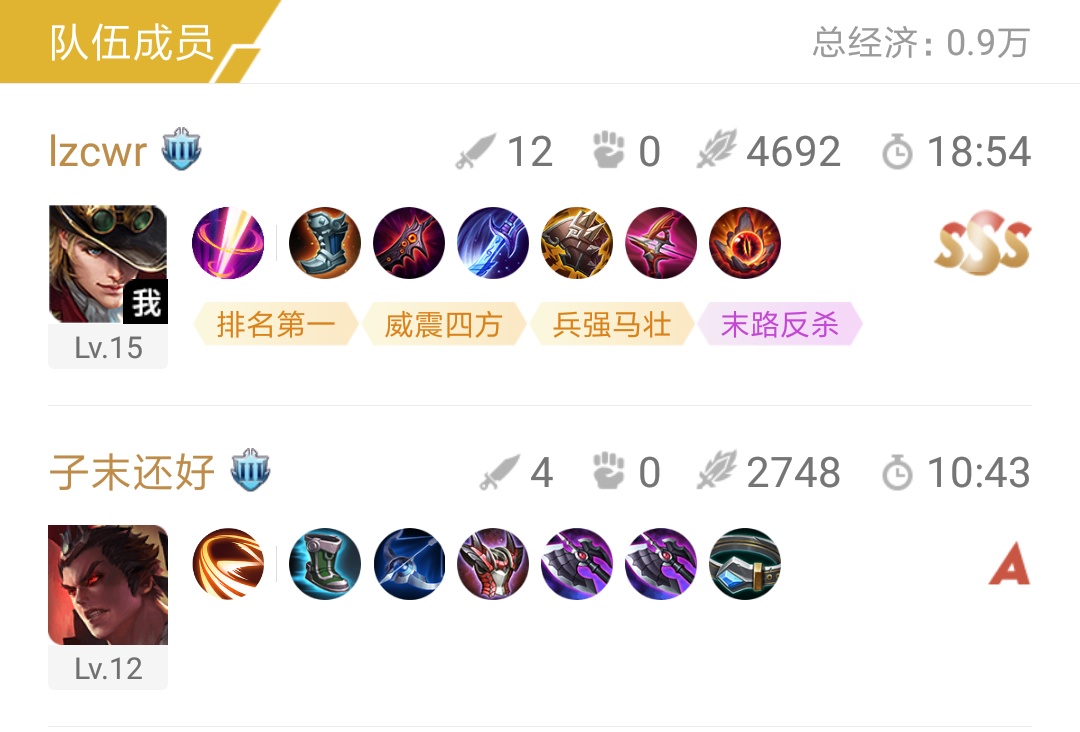 队伍成员 总经济: 0.9万
lzcwr 12 0 4692 18:54
我
SSS
排名第一 威震四方 兵强马壮 末路反杀
Lv.15
子末还好 4 0 2748 10:43
A
Lv.12